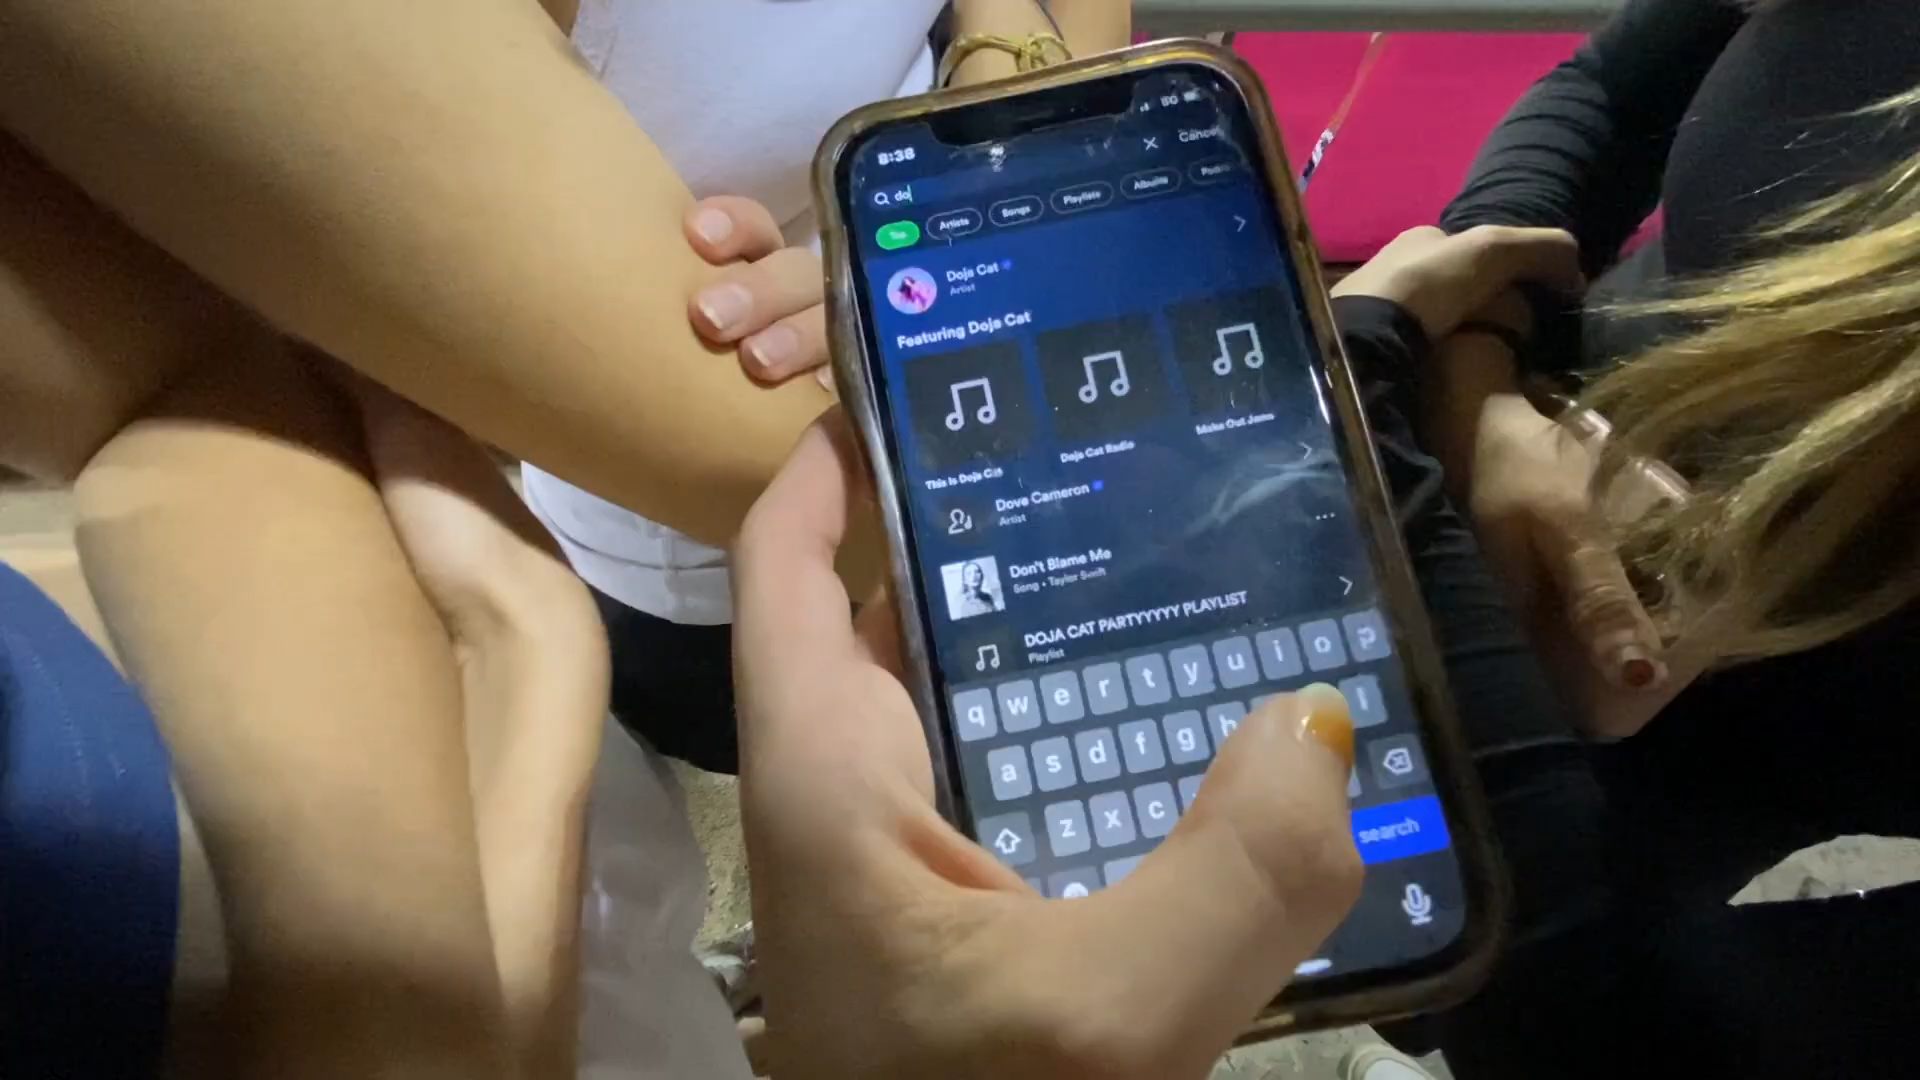 8:38
5G
Cancel
do
Top
Artists
Songs
Playlists
Albums
Doja Cat
Artist
Featuring Doja Cat
This Is Doja Cat
Doja Cat Radio
Make Out Jams
Dove Cameron
Artist
Don't Blame Me
Song • Taylor Swift
DOJA CAT PARTYYYYY PLAYLIST
Playlist
q w e r t y u i o p
a s d f g h l
z x c
search